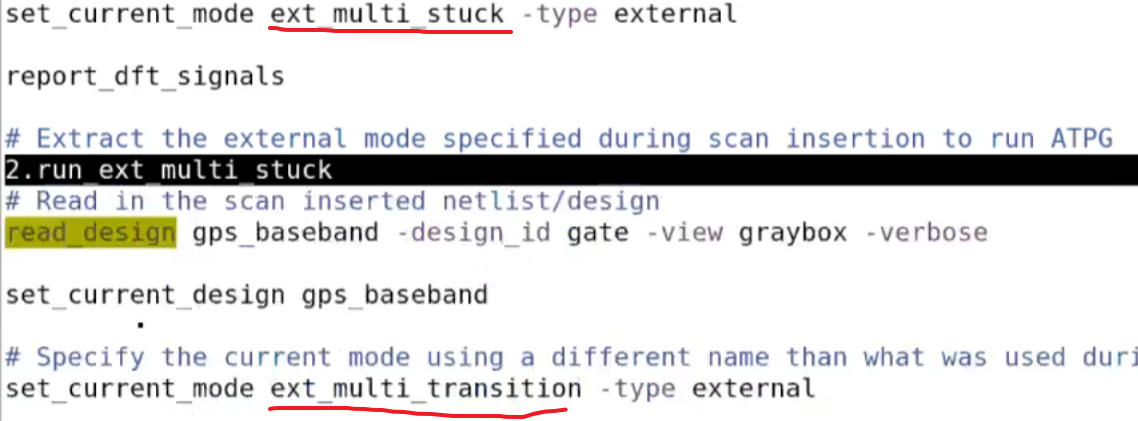 set_current_mode ext_multi_stuck -type external
report_dft_signals
# Extract the external mode specified during scan insertion to run ATPG
2.run_ext_multi_stuck
# Read in the scan inserted netlist/design
read_design gps_baseband -design_id gate -view graybox -verbose
set_current_design gps_baseband
# Specify the current mode using a different name than what was used duri
set_current_mode ext_multi_transition -type external